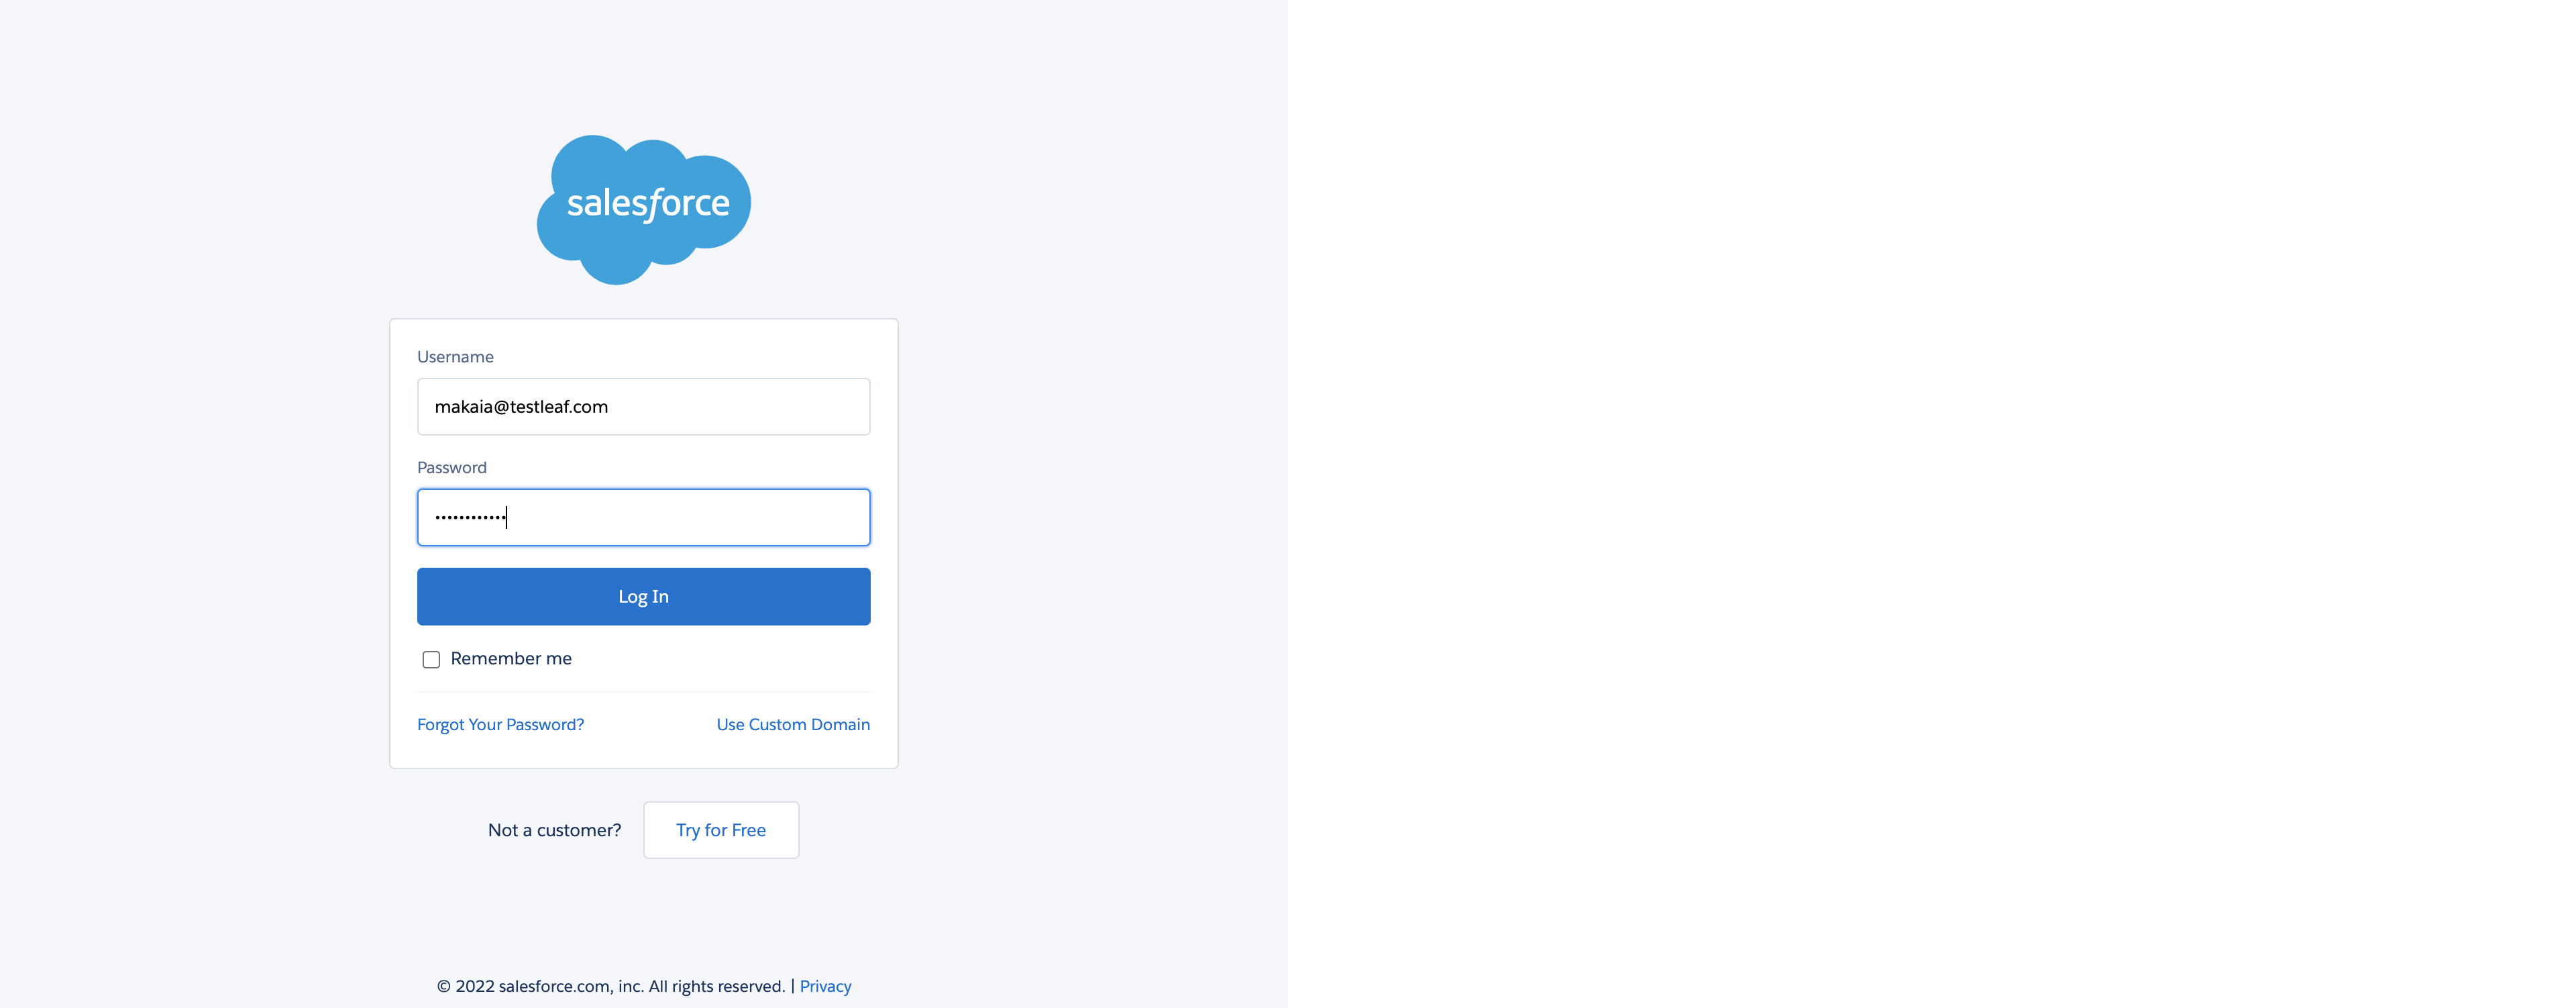 salesforce
Username
makaia@testleaf.com
Password
••••••••••••
Log In
Remember me
Forgot Your Password? Use Custom Domain
Not a customer? Try for Free
© 2022 salesforce.com, inc. All rights reserved. | Privacy